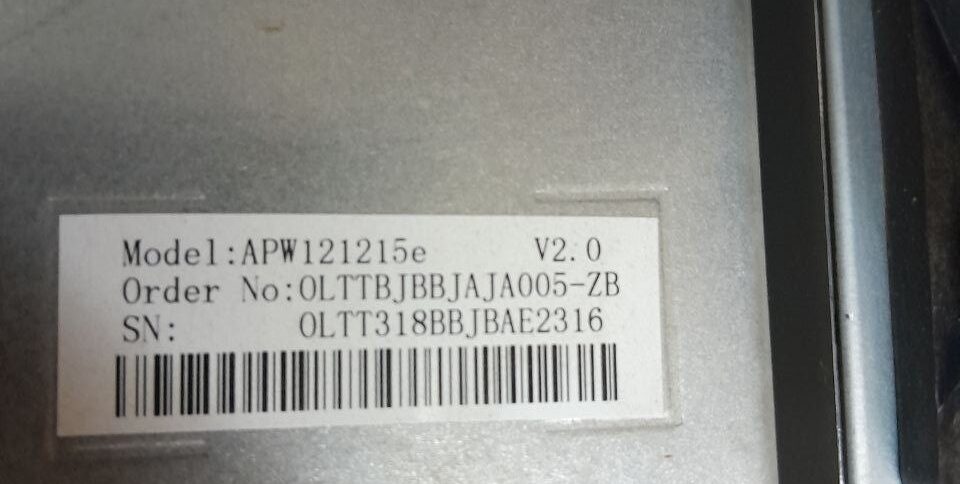 Model:APW121215e V2.0
Order No:OLTTBJBBJAJA005-ZB
SN: OLTT318BBJBAE2316